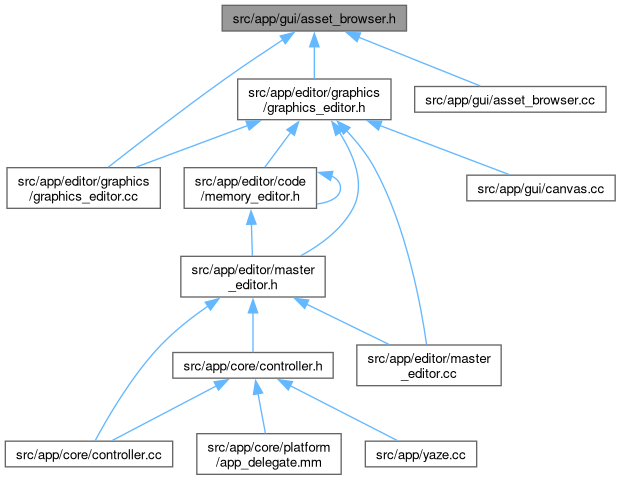 src/app/gui/asset_browser.h
src/app/editor/graphics
/graphics_editor.h
src/app/gui/asset_browser.cc
src/app/editor/graphics
/graphics_editor.cc
src/app/editor/code
/memory_editor.h
src/app/gui/canvas.cc
src/app/editor/master
_editor.h
src/app/core/controller.h
src/app/editor/master
_editor.cc
src/app/core/controller.cc
src/app/core/platform
/app_delegate.mm
src/app/yaze.cc